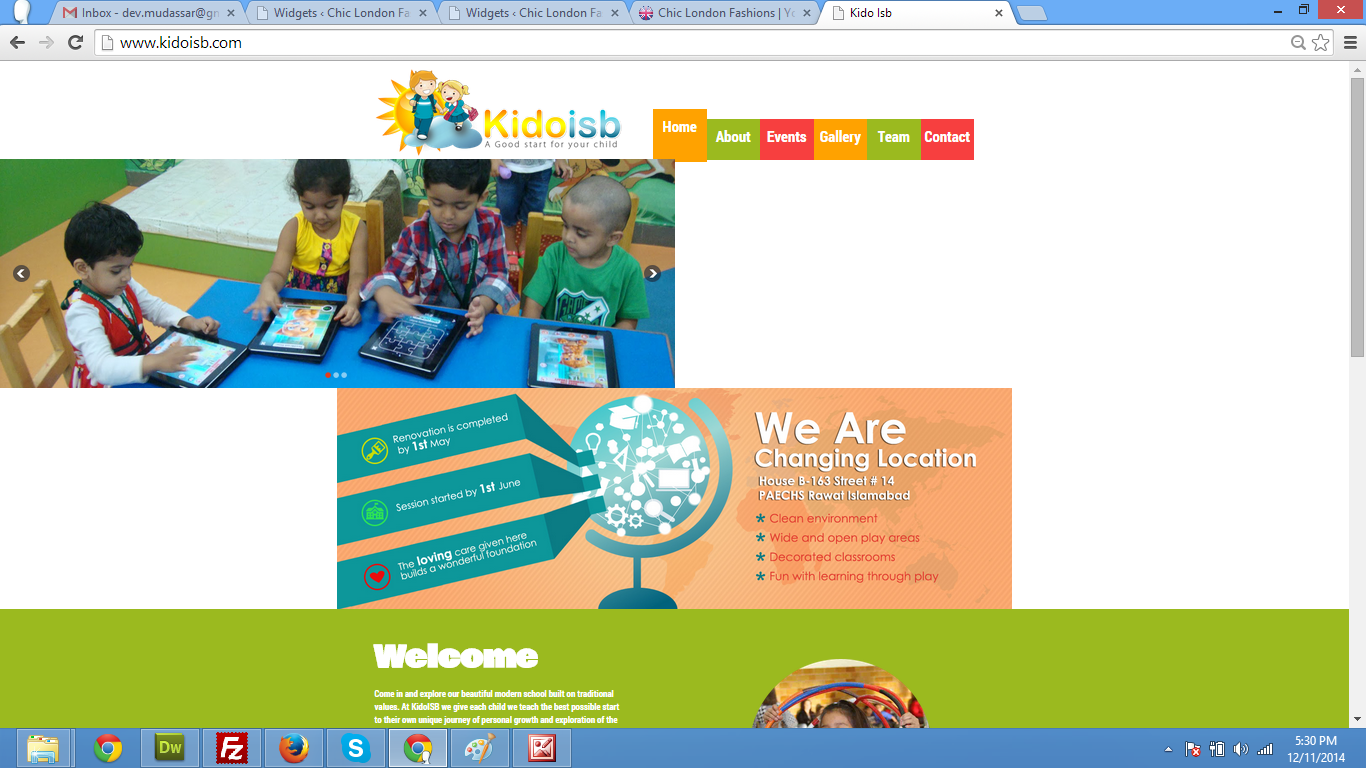 Inbox - dev.mudassar@gn
Widgets ‹ Chic London Fa
Widgets ‹ Chic London Fa
Chic London Fashions | Yo
Kido Isb
www.kidoisb.com
Kidoisb
A Good start for your child
Home
About
Events
Gallery
Team
Contact
Renovation is completed
by 1st May
Session started by 1st June
The loving care given here
builds a wonderful foundation
We Are
Changing Location
House B-163 Street # 14
PAECHS Rawat Islamabad
* Clean environment
* Wide and open play areas
* Decorated classrooms
* Fun with learning through play
Welcome
Come in and explore our beautiful modern school built on traditional
values. At KidoISB we give each child we teach the best possible start
to their own unique journey of personal growth and exploration of the
Dw
Fz
S
5:30 PM
12/11/2014